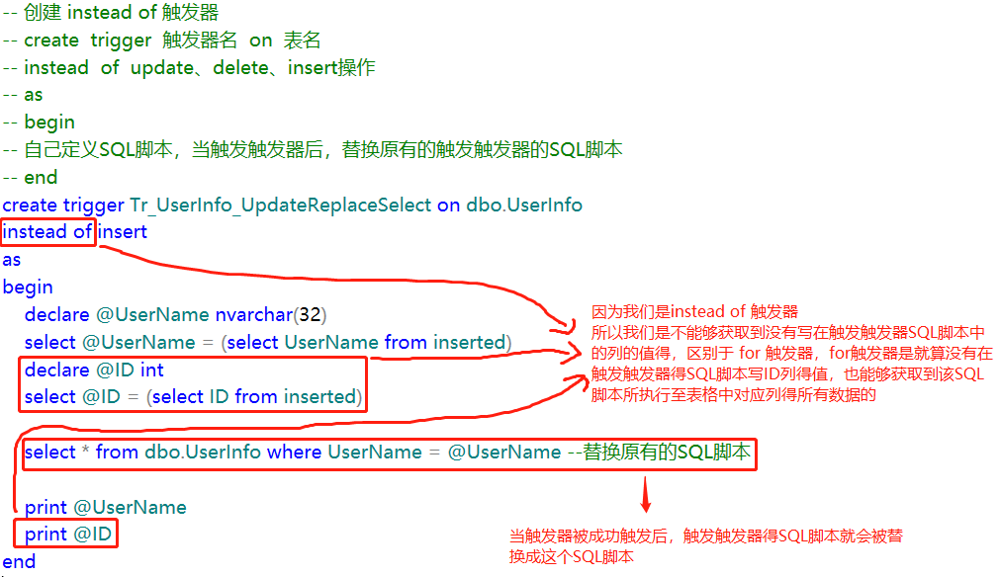 -- 创建 instead of 触发器
-- create  trigger  触发器名  on  表名
-- instead  of  update、delete、insert操作
-- as
-- begin
-- 自己定义SQL脚本，当触发触发器后，替换原有的触发触发器的SQL脚本
-- end
create trigger Tr_UserInfo_UpdateReplaceSelect on dbo.UserInfo
instead of insert
as
begin
declare @UserName nvarchar(32)
select @UserName = (select UserName from inserted)
declare @ID int
select @ID = (select ID from inserted)
因为我们是instead of 触发器
所以我们是不能够获取到没有写在触发触发器SQL脚本中
的列的值得，区别于 for 触发器，for触发器是就算没有在
触发触发器得SQL脚本写ID列得值，也能够获取到该SQL
脚本所执行至表格中对应列得所有数据的
select * from dbo.UserInfo where UserName = @UserName --替换原有的SQL脚本
print @UserName
print @ID
当触发器被成功触发后，触发触发器得SQL脚本就会被替
换成这个SQL脚本
end